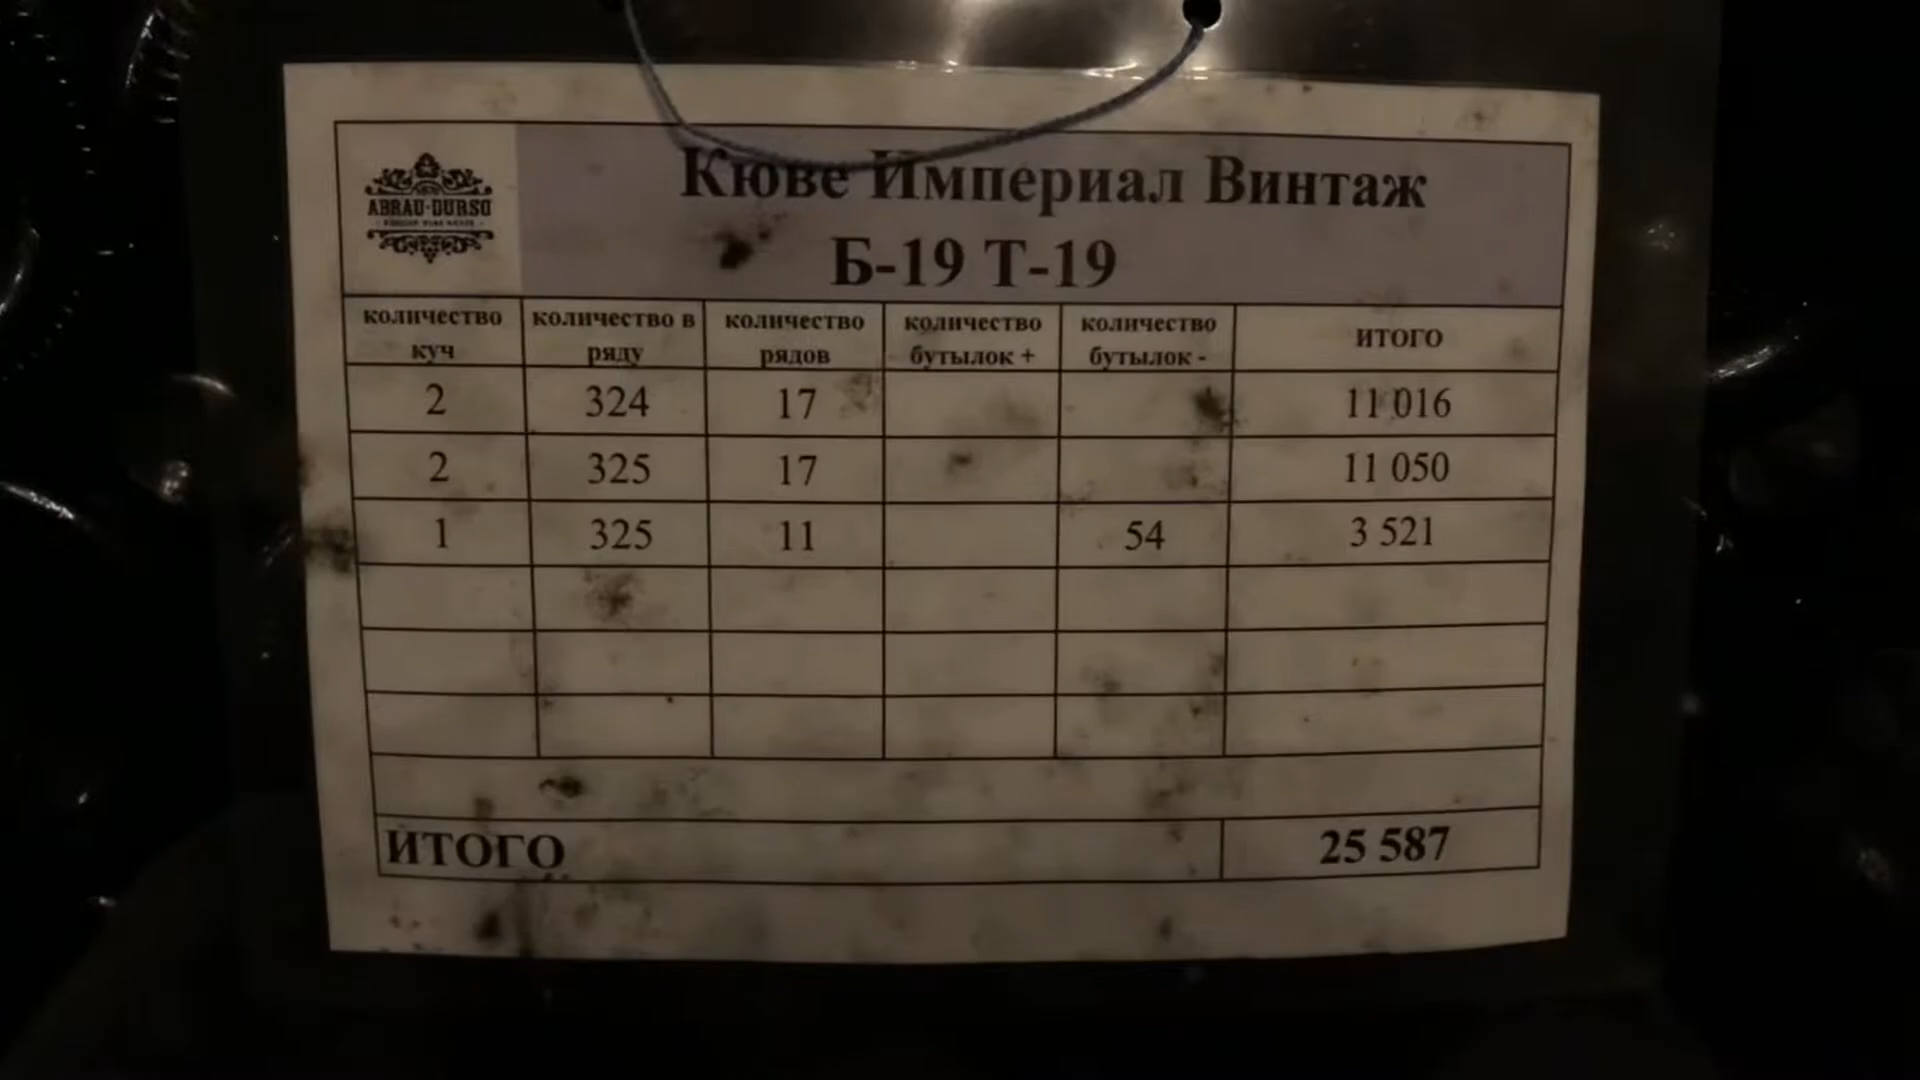 ABRAU-DURSO
Кюве Империал Винтаж
Б-19 Т-19
количество куч количество в ряду количество рядов количество бутылок + количество бутылок - ИТОГО
2 324 17 11 016
2 325 17 11 050
1 325 11 54 3 521
ИТОГО 25 587